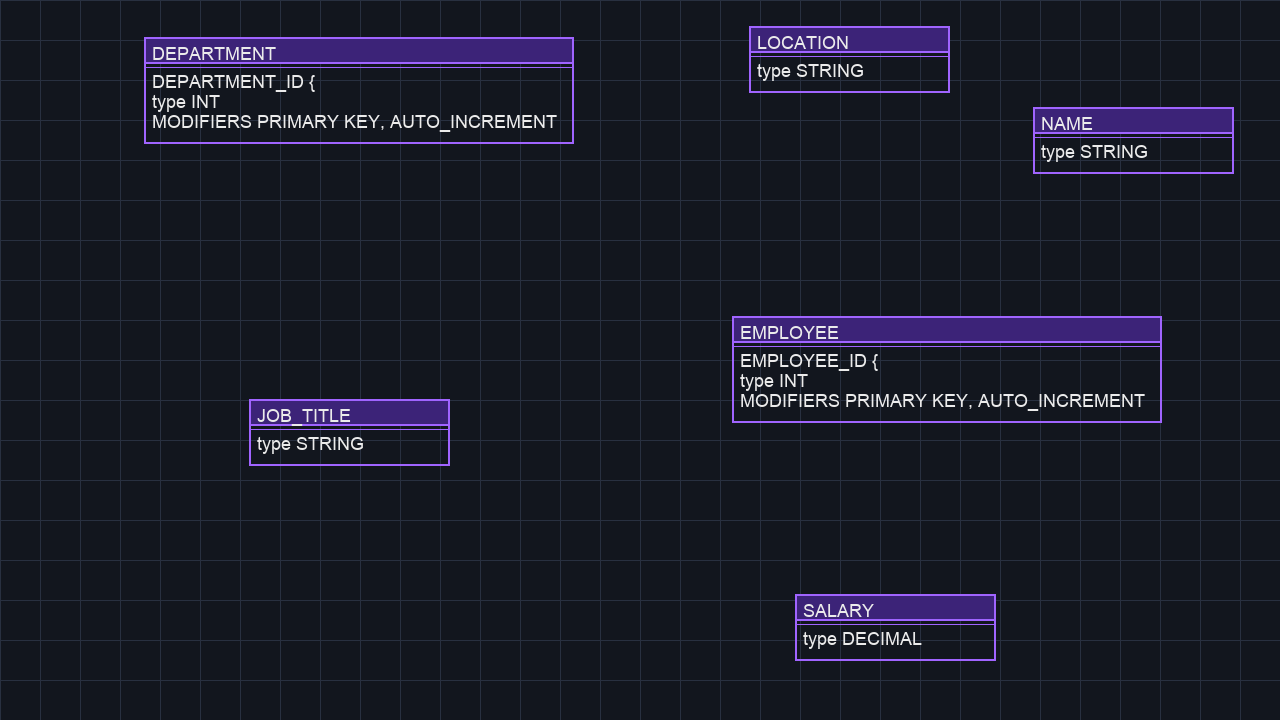 DEPARTMENT
DEPARTMENT_ID {
type INT
MODIFIERS PRIMARY KEY, AUTO_INCREMENT
LOCATION
type STRING
NAME
type STRING
EMPLOYEE
EMPLOYEE_ID {
type INT
MODIFIERS PRIMARY KEY, AUTO_INCREMENT
JOB_TITLE
type STRING
SALARY
type DECIMAL